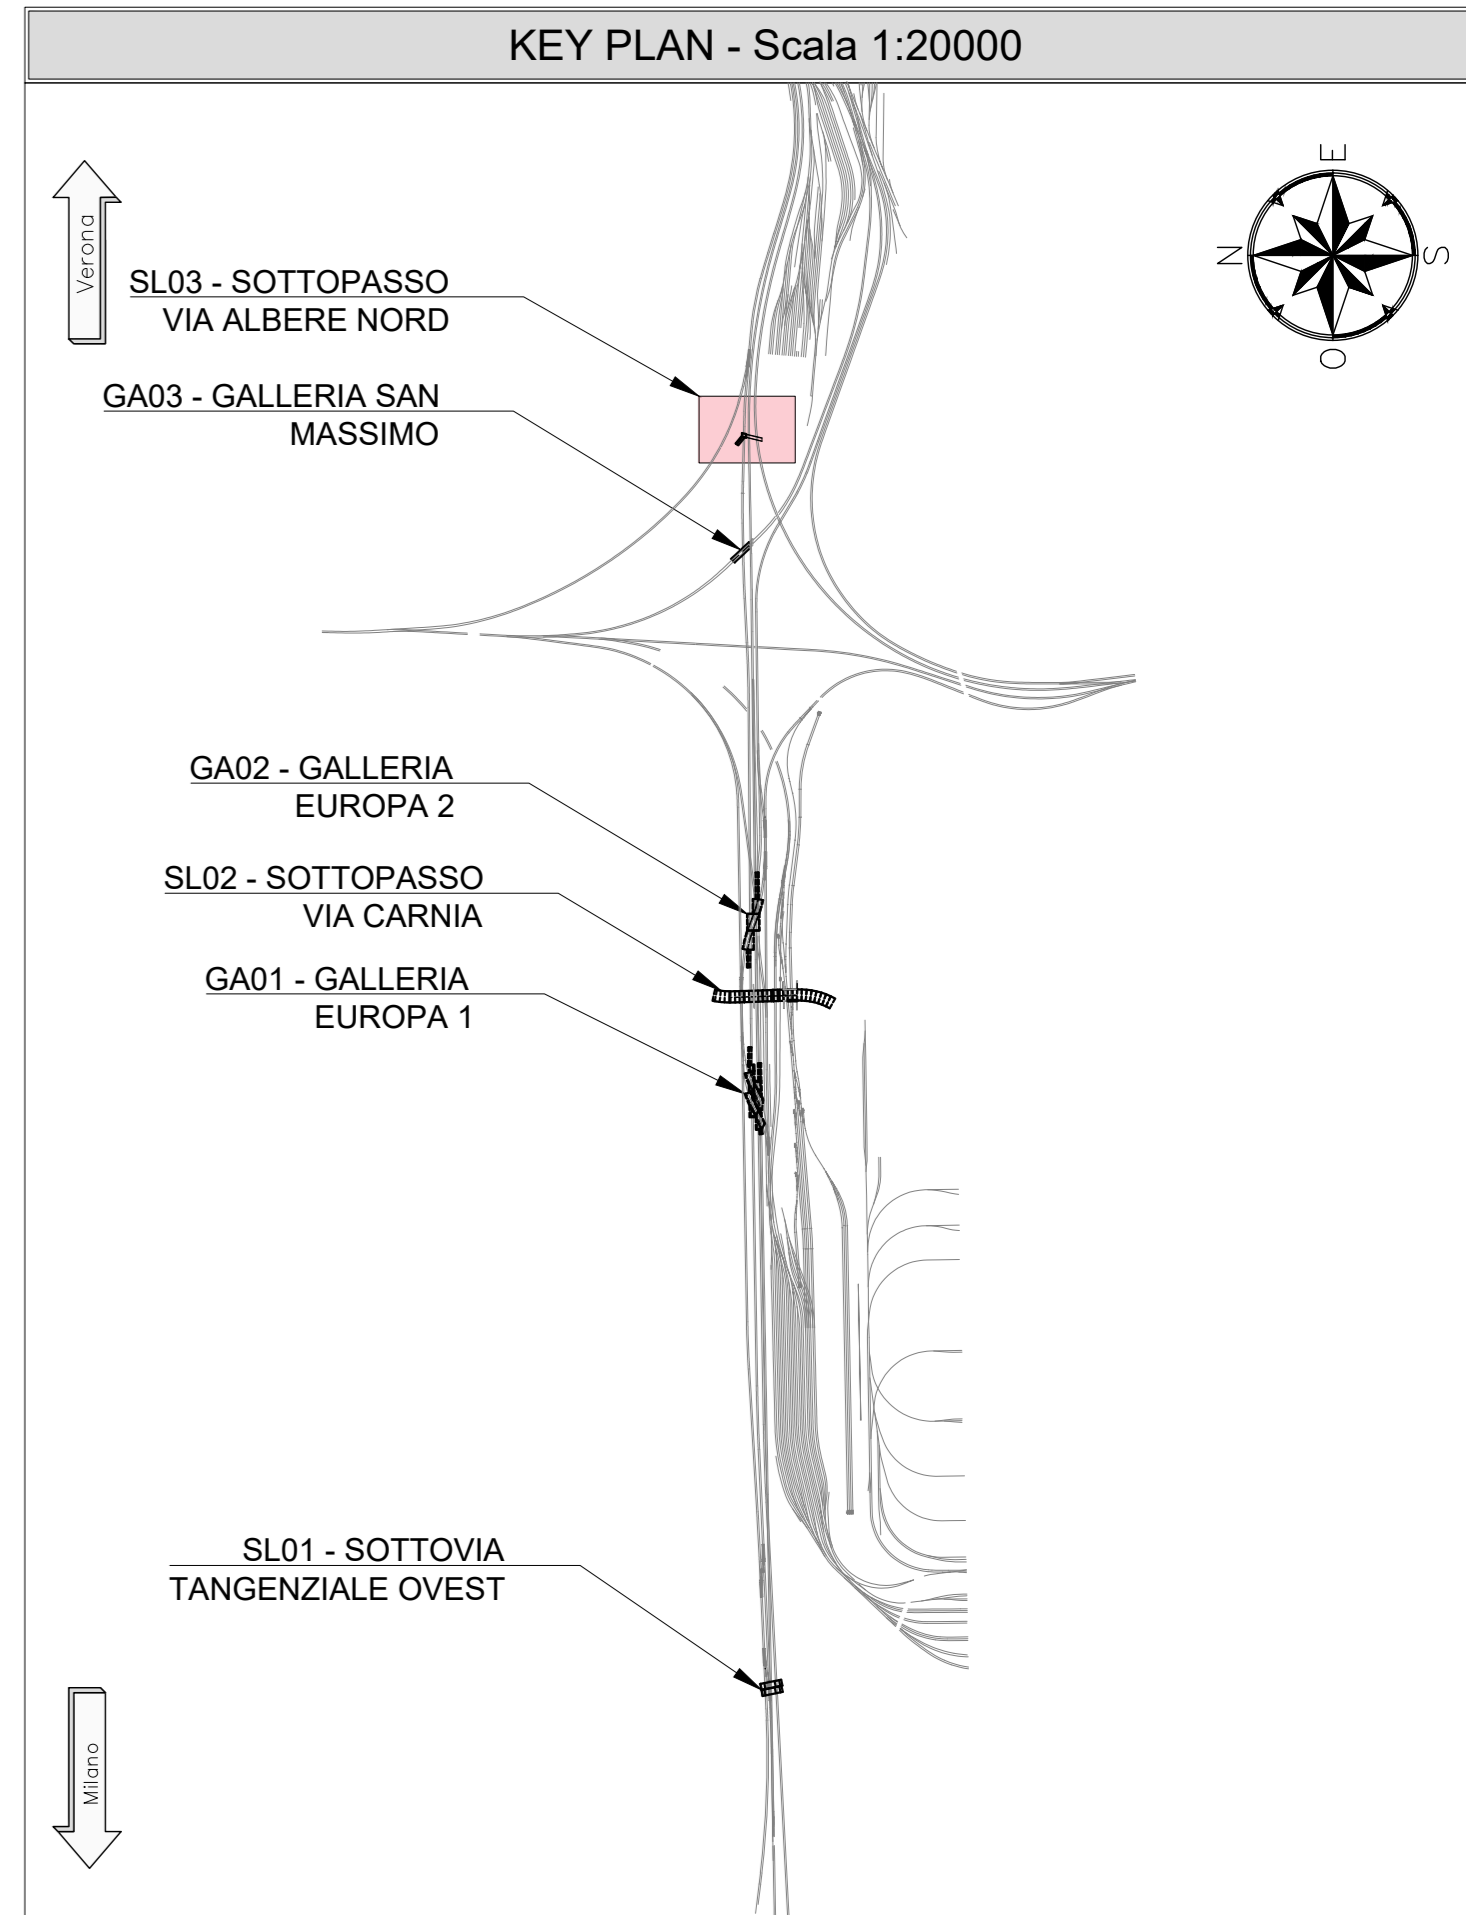 KEY PLAN - Scala 1:20000
E
N
S
O
Verona
SL03 - SOTTOPASSO
VIA ALBERE NORD
GA03 - GALLERIA SAN
MASSIMO
GA02 - GALLERIA
EUROPA 2
SL02 - SOTTOPASSO
VIA CARNIA
GA01 - GALLERIA
EUROPA 1
SL01 - SOTTOVIA
TANGENZIALE OVEST
Milano